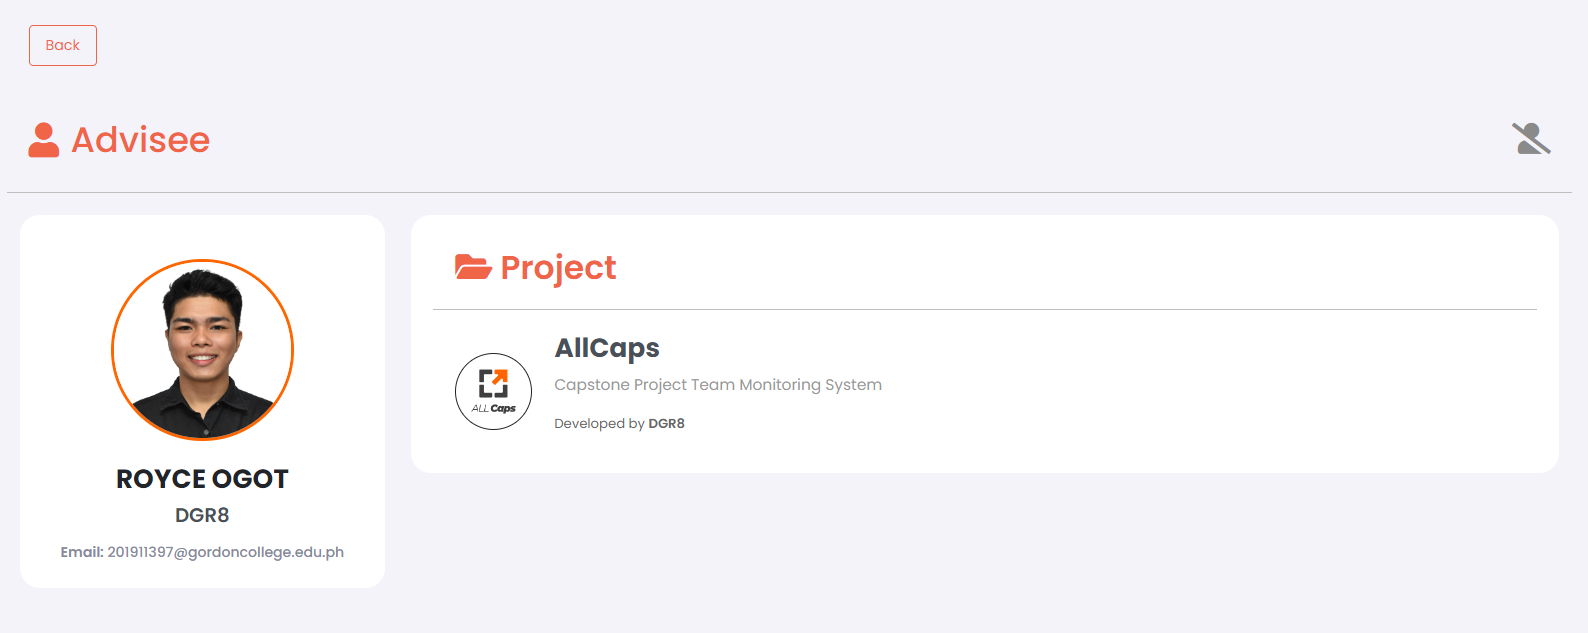 Back
Advisee
ROYCE OGOT
DGR8
Email: 201911397@gordoncollege.edu.ph
Project
ALL Caps
AllCaps
Capstone Project Team Monitoring System
Developed by DGR8